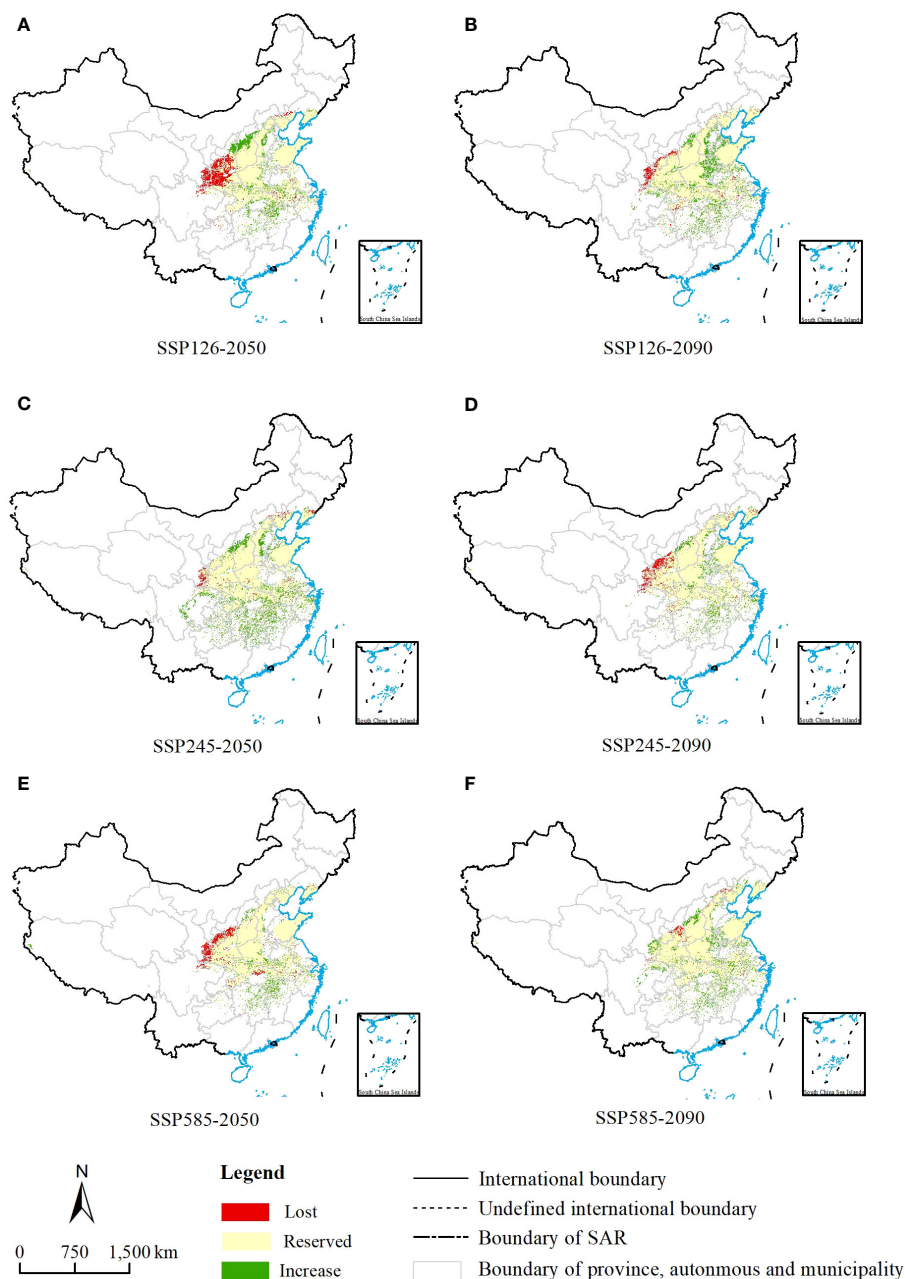 A
B
South China Sea Islands
South China Sea Islands
SSP126-2050
SSP126-2090
C
D
South China Sea Islands
South China Sea Islands
SSP245-2050
SSP245-2090
E
F
South China Sea Islands
South China Sea Islands
SSP585-2050
SSP585-2090
N
0 750 1,500 km
Legend
Lost
Reserved
Increase
International boundary
Undefined international boundary
Boundary of SAR
Boundary of province, autonmous and municipality